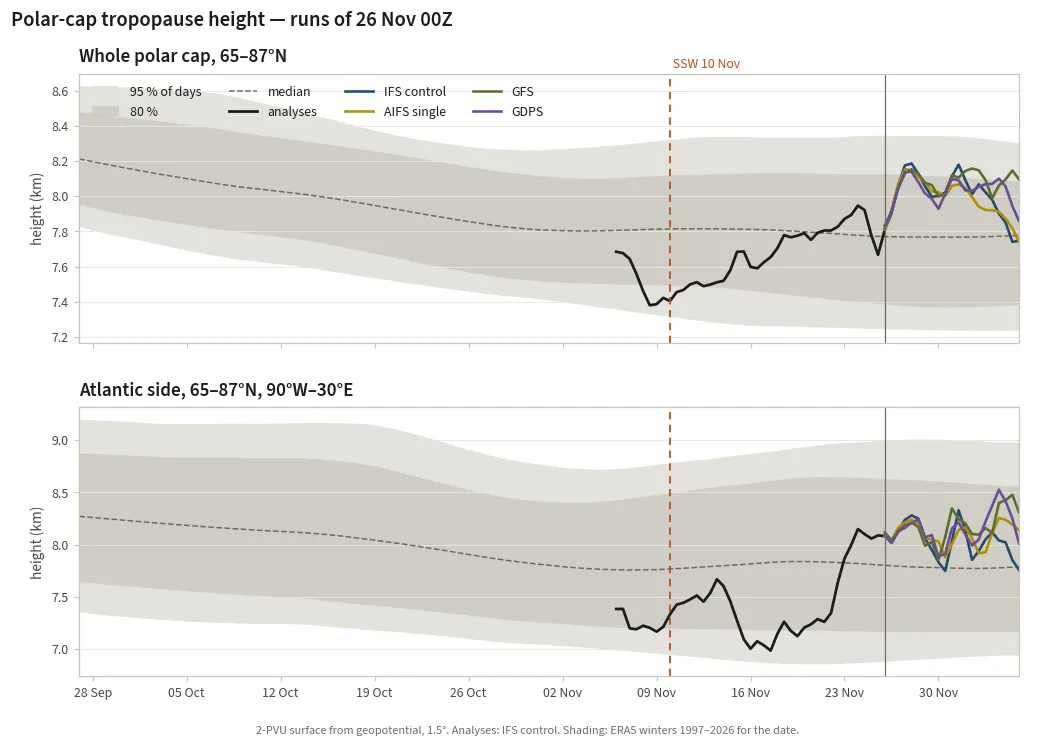 Polar-cap tropopause height — runs of 26 Nov 00Z
Whole polar cap, 65–87°N
SSW 10 Nov
95 % of days
median
IFS control
GFS
80 %
analyses
AIFS single
GDPS
height (km)
8.6
8.4
8.2
8.0
7.8
7.6
7.4
7.2
Atlantic side, 65–87°N, 90°W–30°E
height (km)
9.0
8.5
8.0
7.5
7.0
28 Sep
05 Oct
12 Oct
19 Oct
26 Oct
02 Nov
09 Nov
16 Nov
23 Nov
30 Nov
2-PVU surface from geopotential, 1.5°. Analyses: IFS control. Shading: ERA5 winters 1997–2026 for the date.